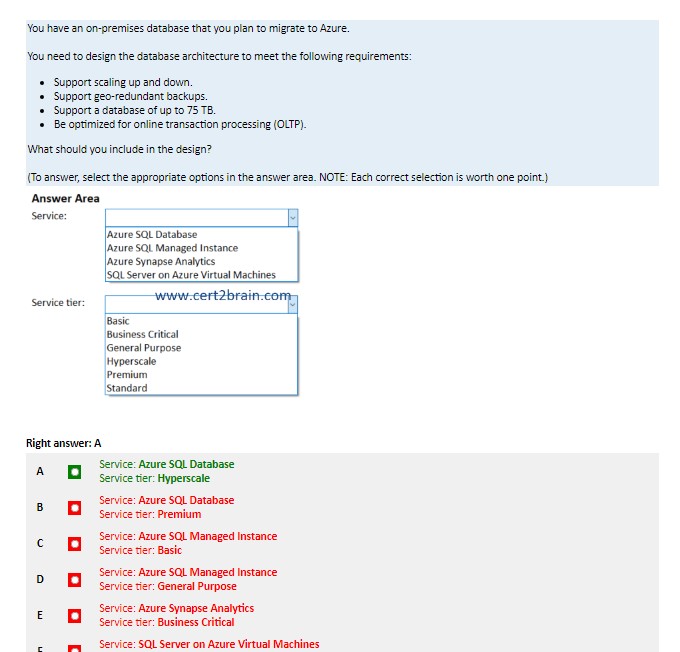 You have an on-premises database that you plan to migrate to Azure.
You need to design the database architecture to meet the following requirements:
• Support scaling up and down.
• Support geo-redundant backups.
• Support a database of up to 75 TB.
• Be optimized for online transaction processing (OLTP).
What should you include in the design?
(To answer, select the appropriate options in the answer area. NOTE: Each correct selection is worth one point.)
Answer Area
Service:
Azure SQL Database
Azure SQL Managed Instance
Azure Synapse Analytics
SQL Server on Azure Virtual Machines
www.cert2brain.com
Service tier:
Basic
Business Critical
General Purpose
Hyperscale
Premium
Standard
Right answer: A
A
Service: Azure SQL Database
Service tier: Hyperscale
B
Service: Azure SQL Database
Service tier: Premium
C
Service: Azure SQL Managed Instance
Service tier: Basic
D
Service: Azure SQL Managed Instance
Service tier: General Purpose
E
Service: Azure Synapse Analytics
Service tier: Business Critical
Service: SQL Server on Azure Virtual Machines